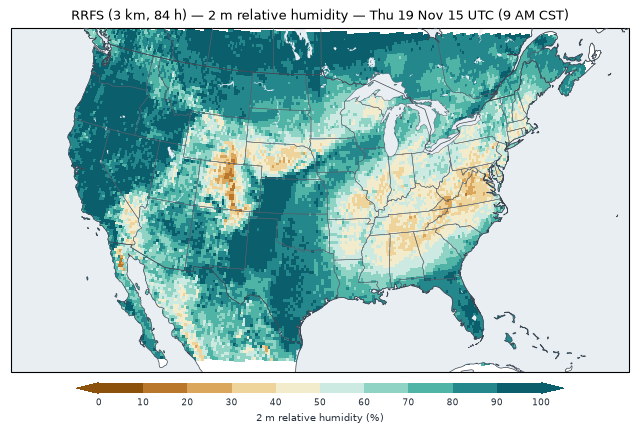 RRFS (3 km, 84 h) — 2 m relative humidity — Thu 19 Nov 15 UTC (9 AM CST)
0 10 20 30 40 50 60 70 80 90 100
2 m relative humidity (%)